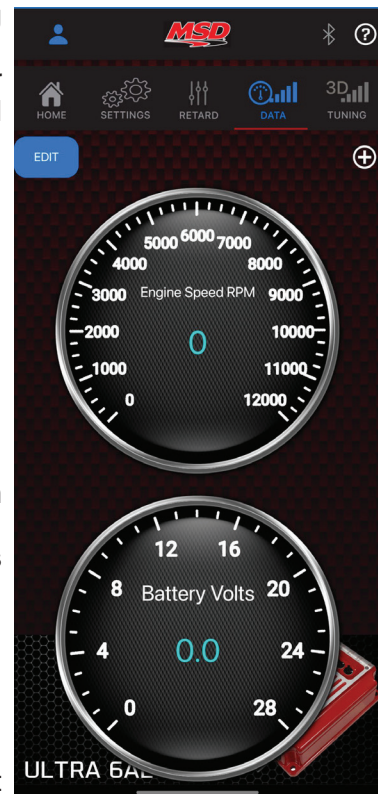 MSD
HOME SETTINGS RETARD DATA 3D TUNING
EDIT
5000 6000 7000
4000 8000
3000 Engine Speed RPM 9000
2000 0 10000
1000 11000
0 12000
12 16
8 Battery Volts 20
4 0.0 24
0 28
ULTRA 6AL